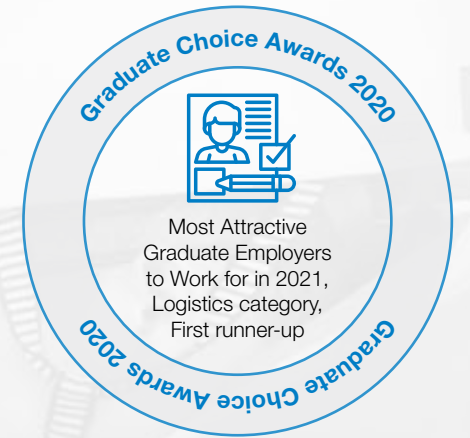 Graduate Choice Awards 2020
Most Attractive
Graduate Employers
to Work for in 2021,
Logistics category,
First runner-up
Graduate Choice Awards 2020